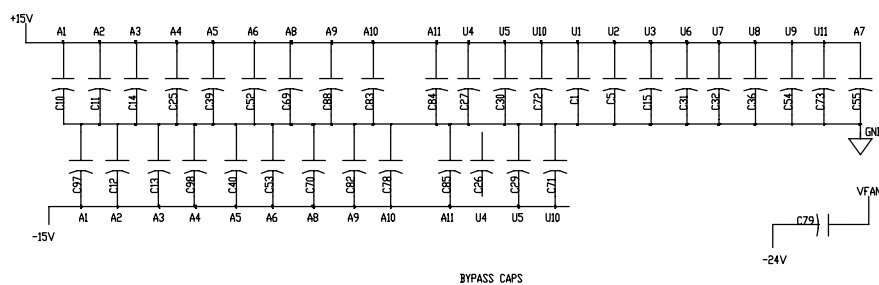 +15V
A1 A2 A3 A4 A5 A6 A8 A9 A10 A11 U4 U5 U10 U1 U2 U3 U6 U7 U8 U9 U11 A7
C10 C11 C14 C25 C39 C52 C69 C88 C83 C84 C27 C30 C72 C1 C5 C15 C31 C32 C36 C54 C73 C55
GND
C97 C12 C13 C98 C40 C53 C70 C82 C78 C85 C26 C29 C71
VFAN
A1 A2 A3 A4 A5 A6 A8 A9 A10 A11 U4 U5 U10
C79
-15V
-24V
BYPASS CAPS